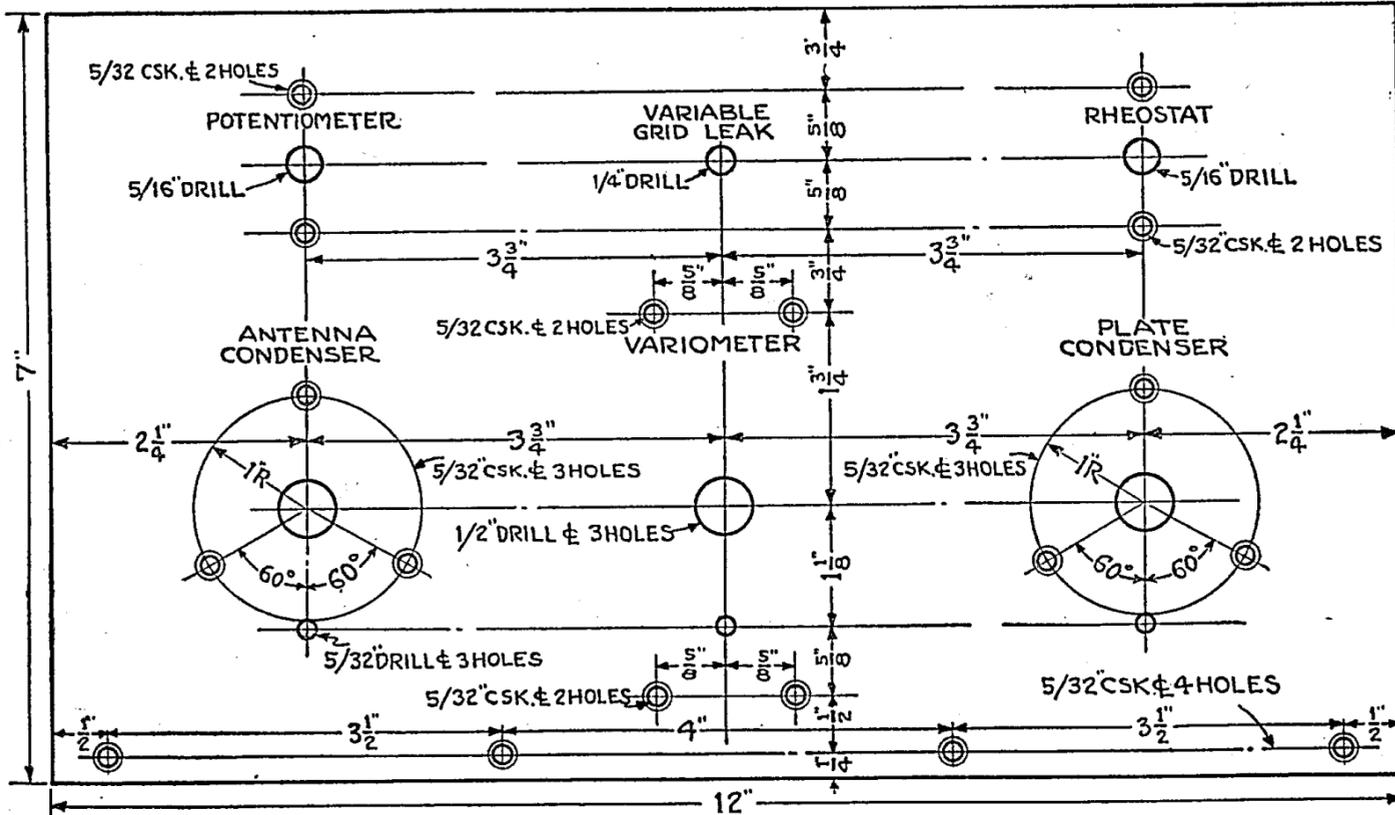 3/4"
5/32 CSK. ℄ 2 HOLES
POTENTIOMETER
VARIABLE
GRID LEAK
RHEOSTAT
5/8"
5/16" DRILL
1/4" DRILL
5/16" DRILL
5/8"
5/32" CSK. ℄ 2 HOLES
3 3/4"
3 3/4"
3/4"
5/8"
5/8"
5/32 CSK. ℄ 2 HOLES
VARIOMETER
ANTENNA
CONDENSER
PLATE
CONDENSER
7"
1 3/4"
2 1/4"
3 3/4"
3 3/4"
2 1/4"
1"R
5/32" CSK. ℄ 3 HOLES
5/32" CSK. ℄ 3 HOLES
1"R
1/2" DRILL ℄ 3 HOLES
60°
60°
1 1/8"
60°
60°
5/32" DRILL ℄ 3 HOLES
5/8"
5/8"
5/8"
5/32" CSK. ℄ 2 HOLES
5/32" CSK ℄ 4 HOLES
1/2"
3 1/2"
4"
1/2"
3 1/2"
1/2"
1/4"
12"